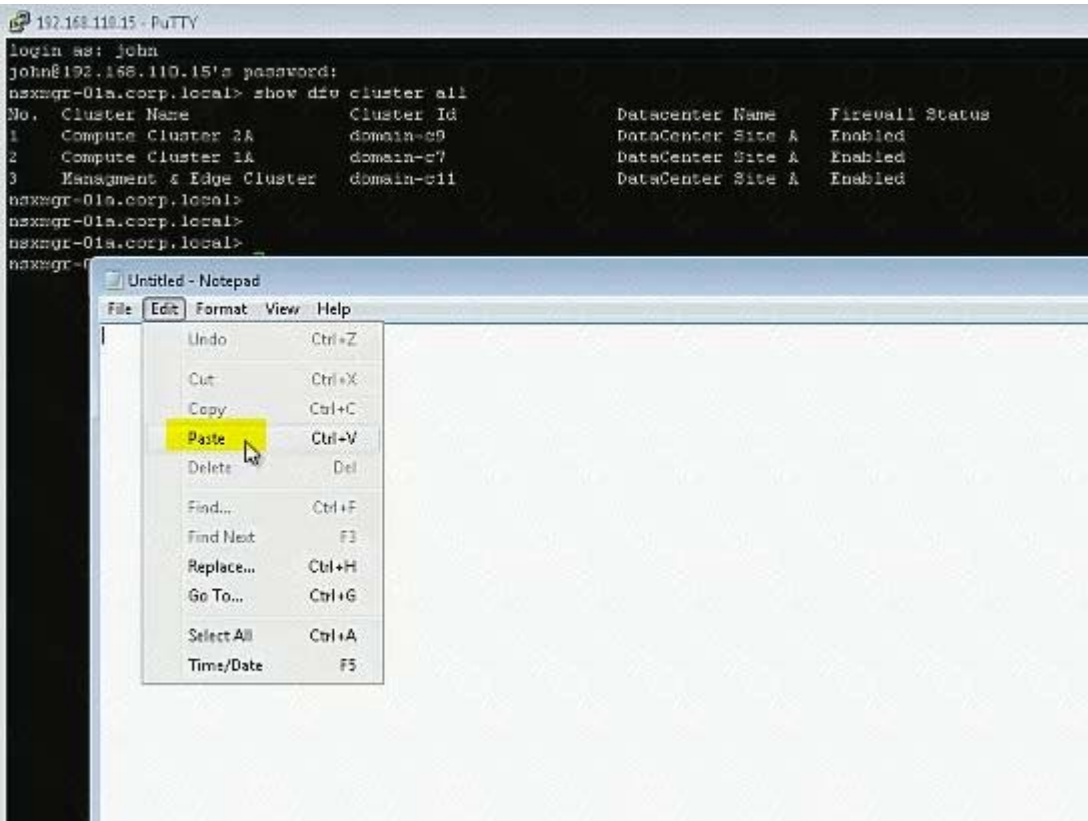 192.168.110.15 - PuTTY
login as: john
john@192.168.110.15's password:
nsxmgr-01a.corp.local> show dfw cluster all
No. Cluster Name Cluster Id Datacenter Name Firewall Status
1 Compute Cluster 2A domain-c9 DataCenter Site A Enabled
2 Compute Cluster 1A domain-c7 DataCenter Site A Enabled
3 Managment & Edge Cluster domain-c11 DataCenter Site A Enabled
nsxmgr-01a.corp.local>
nsxmgr-01a.corp.local>
nsxmgr-01a.corp.local>
nsxmgr-0
Untitled - Notepad
File Edit Format View Help
Undo Ctrl+Z
Cut Ctrl+X
Copy Ctrl+C
Paste Ctrl+V
Delete Del
Find... Ctrl+F
Find Next F3
Replace... Ctrl+H
Go To... Ctrl+G
Select All Ctrl+A
Time/Date F5